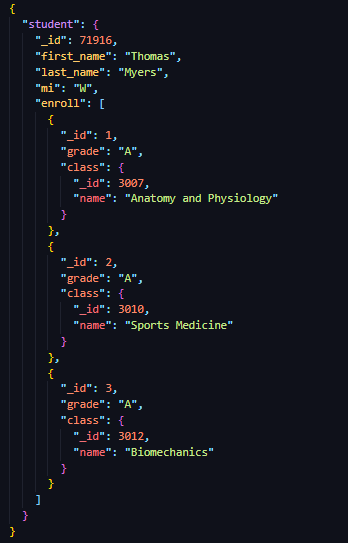 {
  "student": {
    "_id": 71916,
    "first_name": "Thomas",
    "last_name": "Myers",
    "mi": "W",
    "enroll": [
      {
        "_id": 1,
        "grade": "A",
        "class": {
          "_id": 3007,
          "name": "Anatomy and Physiology"
        }
      },
      {
        "_id": 2,
        "grade": "A",
        "class": {
          "_id": 3010,
          "name": "Sports Medicine"
        }
      },
      {
        "_id": 3,
        "grade": "A",
        "class": {
          "_id": 3012,
          "name": "Biomechanics"
        }
      }
    ]
  }
}